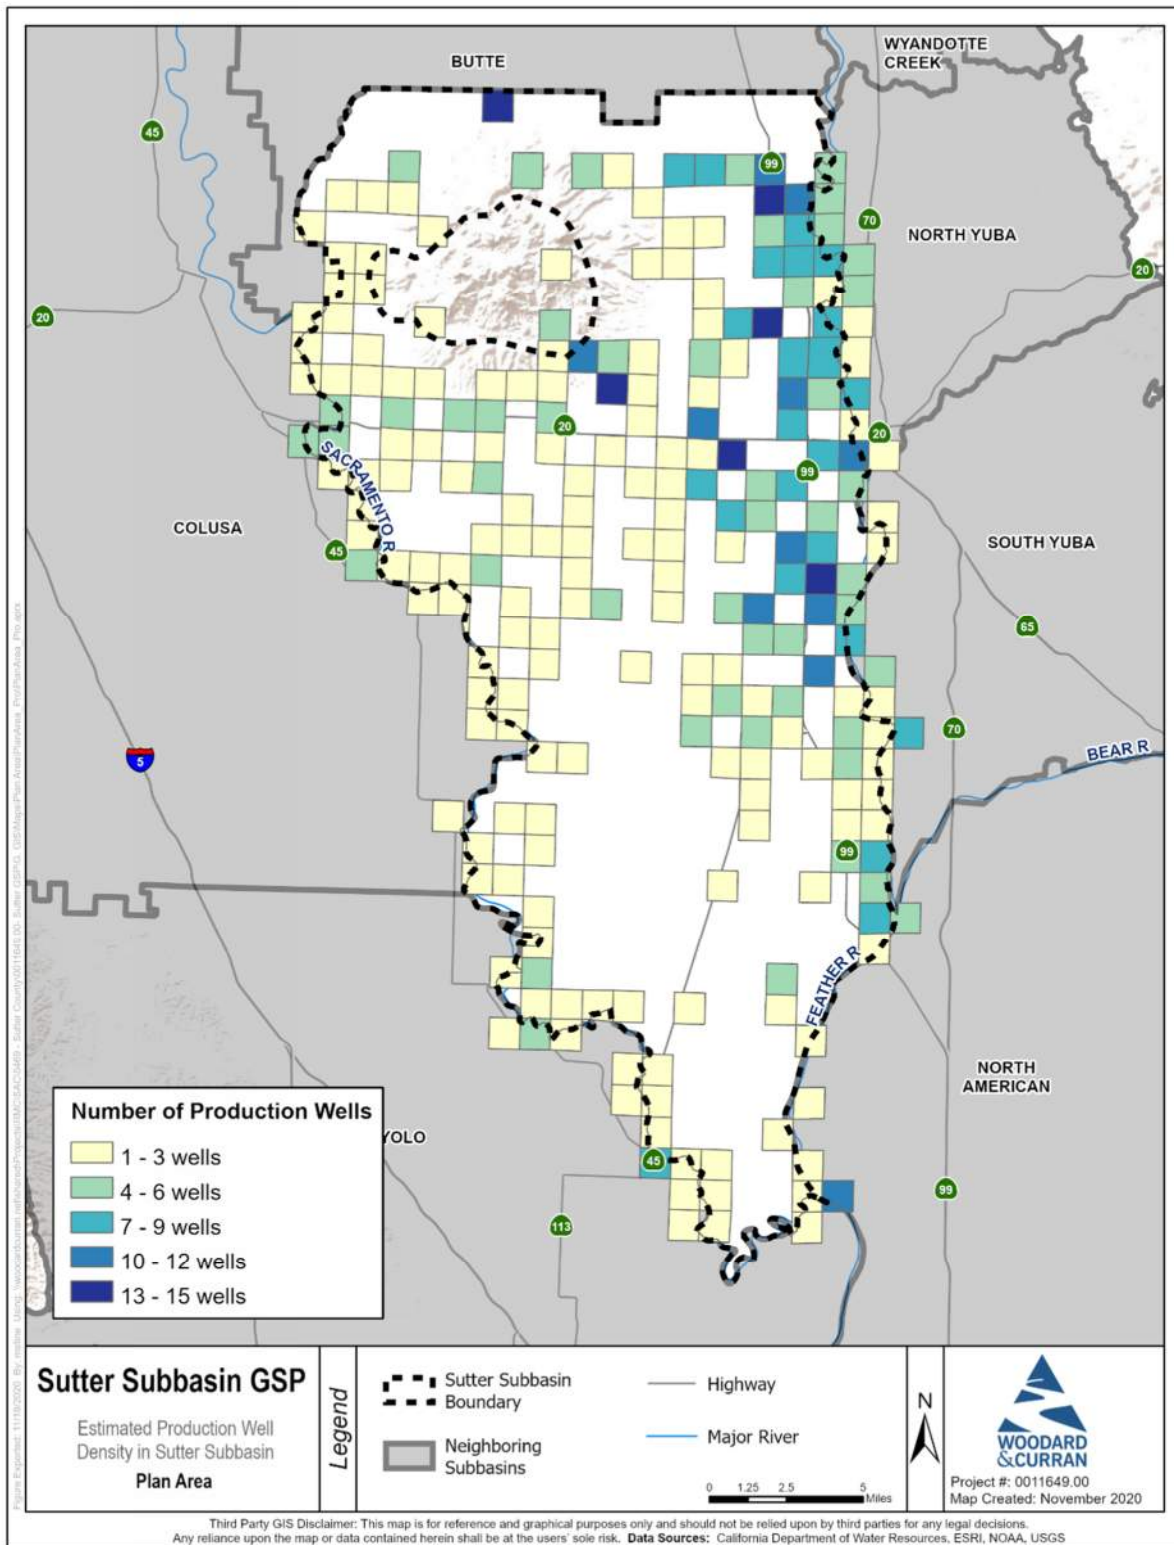 BUTTE
WYANDOTTE
CREEK
45
99
70
NORTH YUBA
20
20
20
20
99
SACRAMENTO R
COLUSA
45
SOUTH YUBA
65
70
5
BEAR R
99
FEATHER R
NORTH
AMERICAN
YOLO
45
99
113
Number of Production Wells
1 - 3 wells
4 - 6 wells
7 - 9 wells
10 - 12 wells
13 - 15 wells
Sutter Subbasin GSP
Estimated Production Well
Density in Sutter Subbasin
Plan Area
Legend
Sutter Subbasin
Boundary
Neighboring
Subbasins
Highway
Major River
0 1.25 2.5 5
Miles
N
WOODARD
&CURRAN
Project #: 0011649.00
Map Created: November 2020
Third Party GIS Disclaimer: This map is for reference and graphical purposes only and should not be relied upon by third parties for any legal decisions.
Any reliance upon the map or data contained herein shall be at the users' sole risk. Data Sources: California Department of Water Resources, ESRI, NOAA, USGS